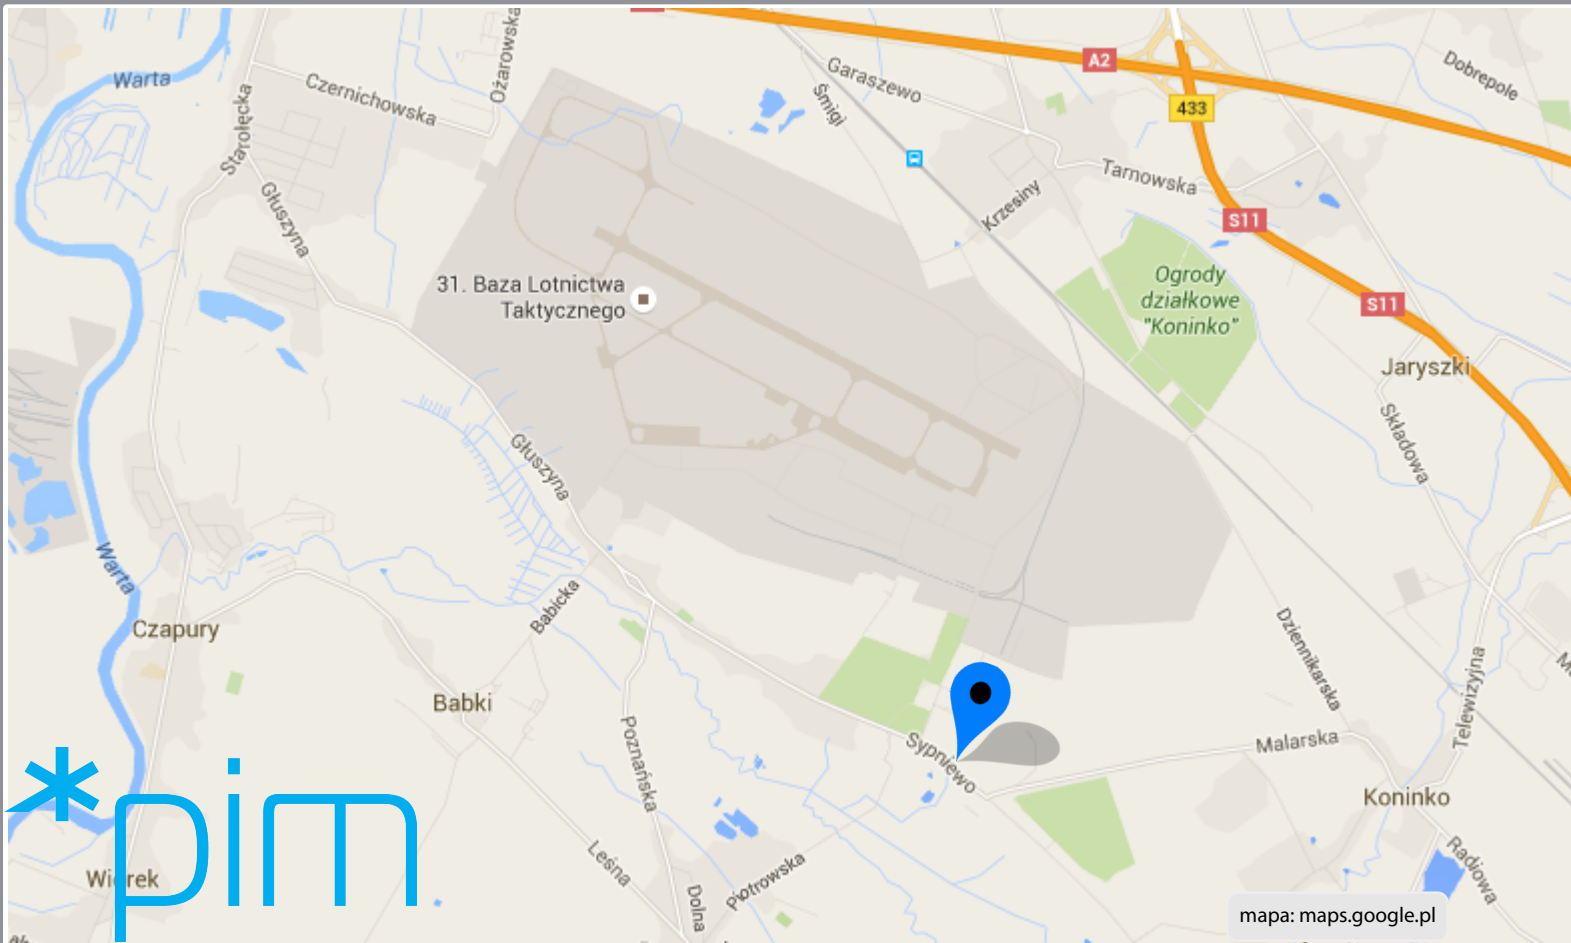 A2
Warta
Czernichowska
Ożarowska
Starołęcka
Głuszyna
Garaszewo
Śmigi
433
Dobrepole
Tarnowska
Krzesiny
S11
31. Baza Lotnictwa
Taktycznego
Ogrody
działkowe
"Koninko"
S11
Jaryszki
Składowa
Głuszyna
Warta
Babicka
Czapury
Babki
Poznańska
Sypniewo
Dziennikarska
Malarska
Telewizyjna
Koninko
*pim
Wiórek
Leśna
Dolna
Piotrowska
Radiowa
mapa: maps.google.pl